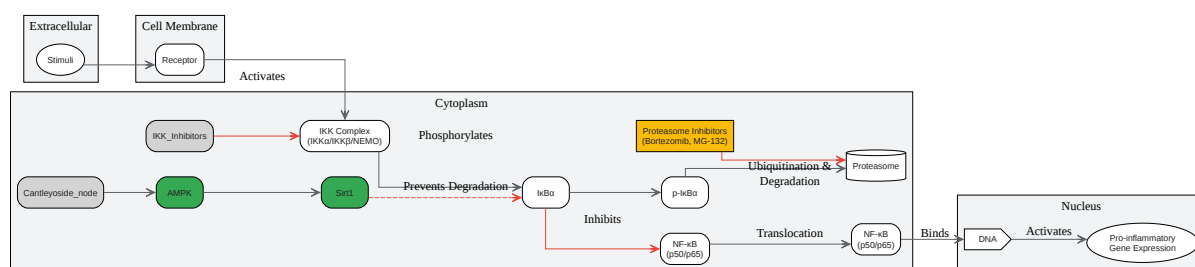 Extracellular
Cell Membrane
Stimuli
Receptor
Activates
Cytoplasm
IKK_Inhibitors
IKK Complex
(IKKα/IKKβ/NEMO)
Phosphorylates
Proteasome Inhibitors
(Bortezomib, MG-132)
Ubiquitination &
Degradation
Proteasome
Cantleyoside_node
AMPK
Sirt1
Prevents Degradation
IκBα
p-IκBα
Inhibits
NF-κB
(p50/p65)
Translocation
NF-κB
(p50/p65)
Binds
Nucleus
DNA
Activates
Pro-inflammatory
Gene Expression